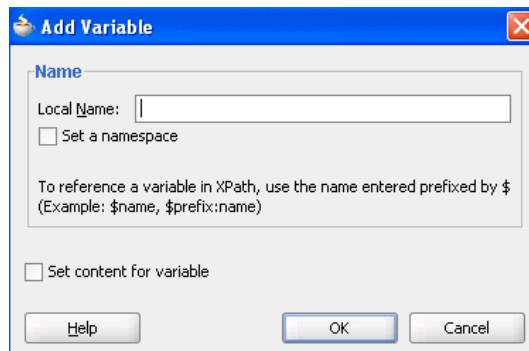 Add Variable
Name
Local Name:
Set a namespace
To reference a variable in XPath, use the name entered prefixed by $
(Example: $name, $prefix:name)
Set content for variable
Help OK Cancel